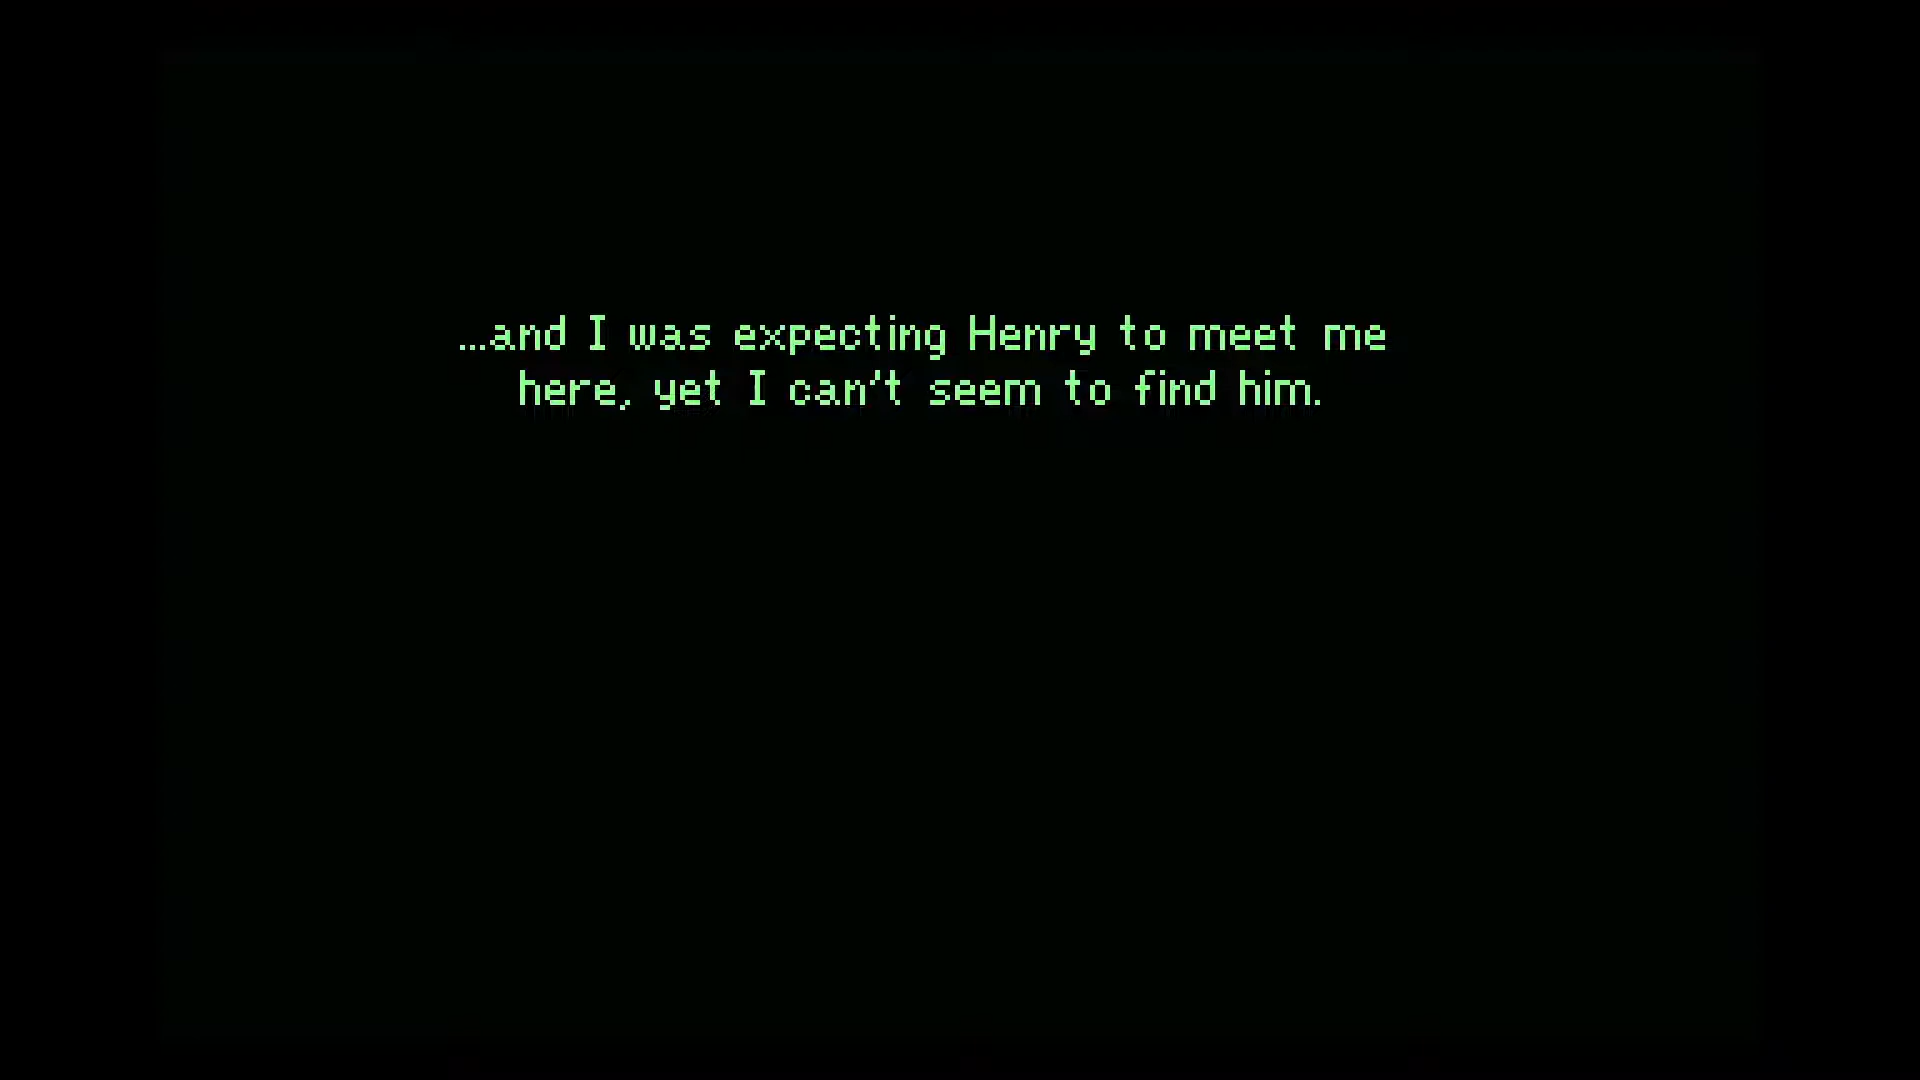 ...and I was expecting Henry to meet me
here, yet I can't seem to find him.